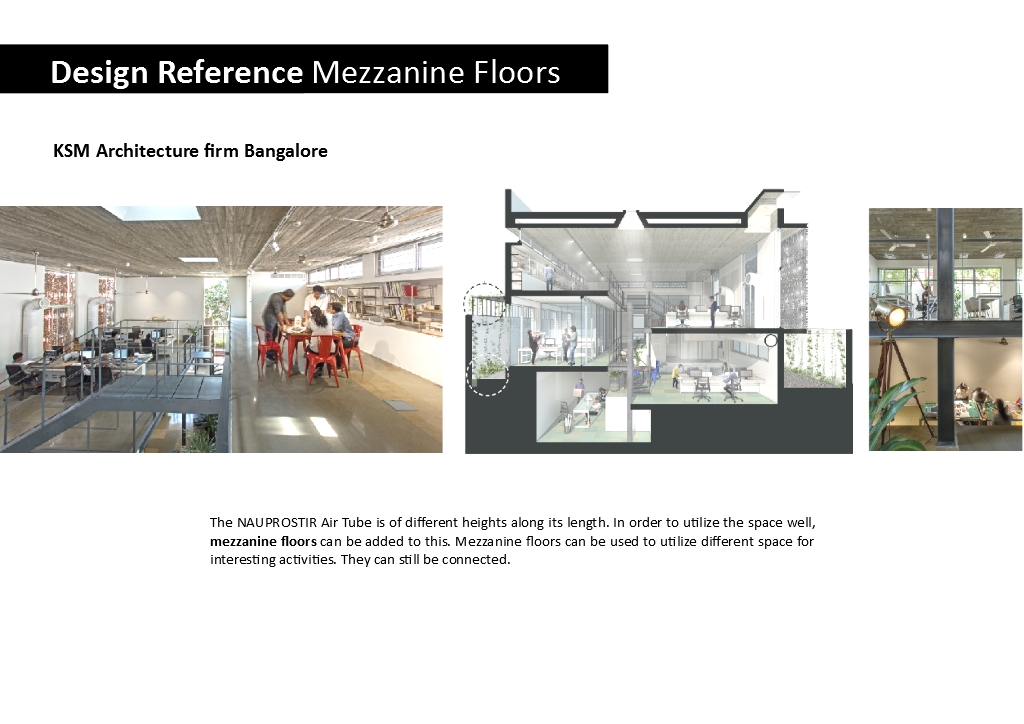 Design Reference Mezzanine Floors
KSM Architecture firm Bangalore
The NAUPROSTIR Air Tube is of different heights along its length. In order to utilize the space well,
mezzanine floors can be added to this. Mezzanine floors can be used to utilize different space for
interesting activities. They can still be connected.